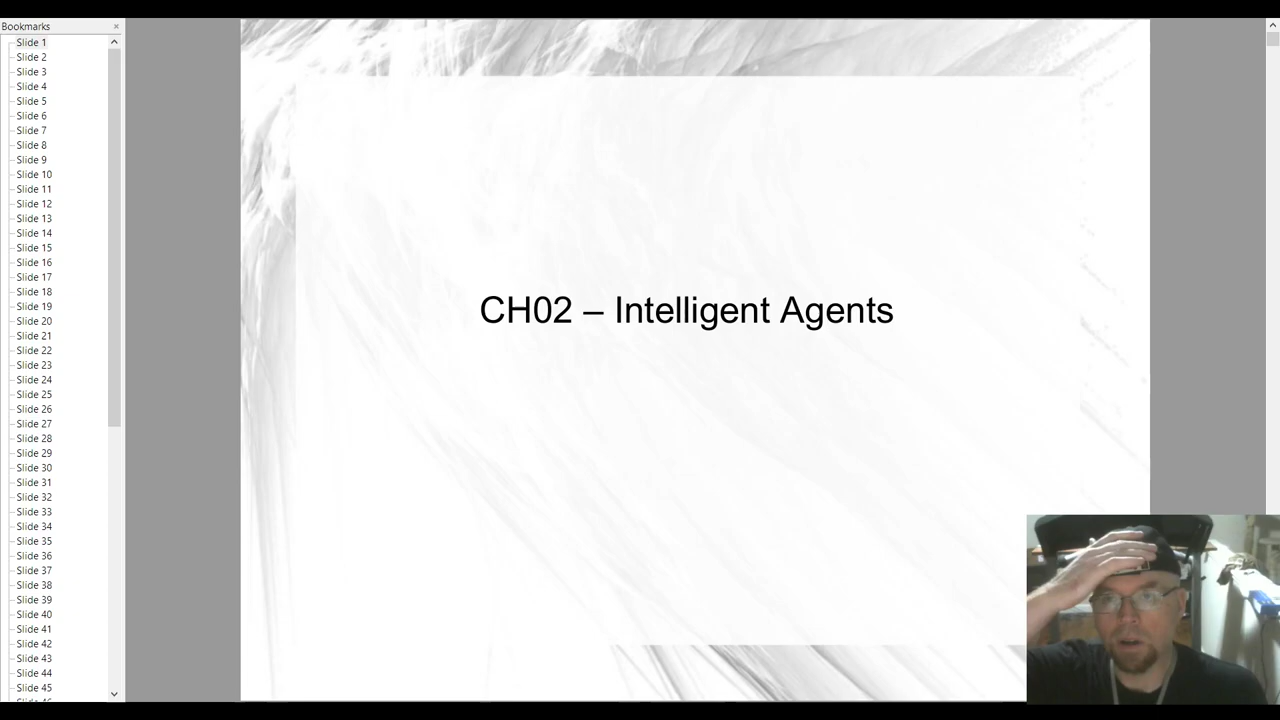 Bookmarks
Slide 1
Slide 2
Slide 3
Slide 4
Slide 5
Slide 6
Slide 7
Slide 8
Slide 9
Slide 10
Slide 11
Slide 12
Slide 13
Slide 14
Slide 15
Slide 16
Slide 17
Slide 18
Slide 19
Slide 20
Slide 21
Slide 22
Slide 23
Slide 24
Slide 25
Slide 26
Slide 27
Slide 28
Slide 29
Slide 30
Slide 31
Slide 32
Slide 33
Slide 34
Slide 35
Slide 36
Slide 37
Slide 38
Slide 39
Slide 40
Slide 41
Slide 42
Slide 43
Slide 44
Slide 45
CH02 – Intelligent Agents